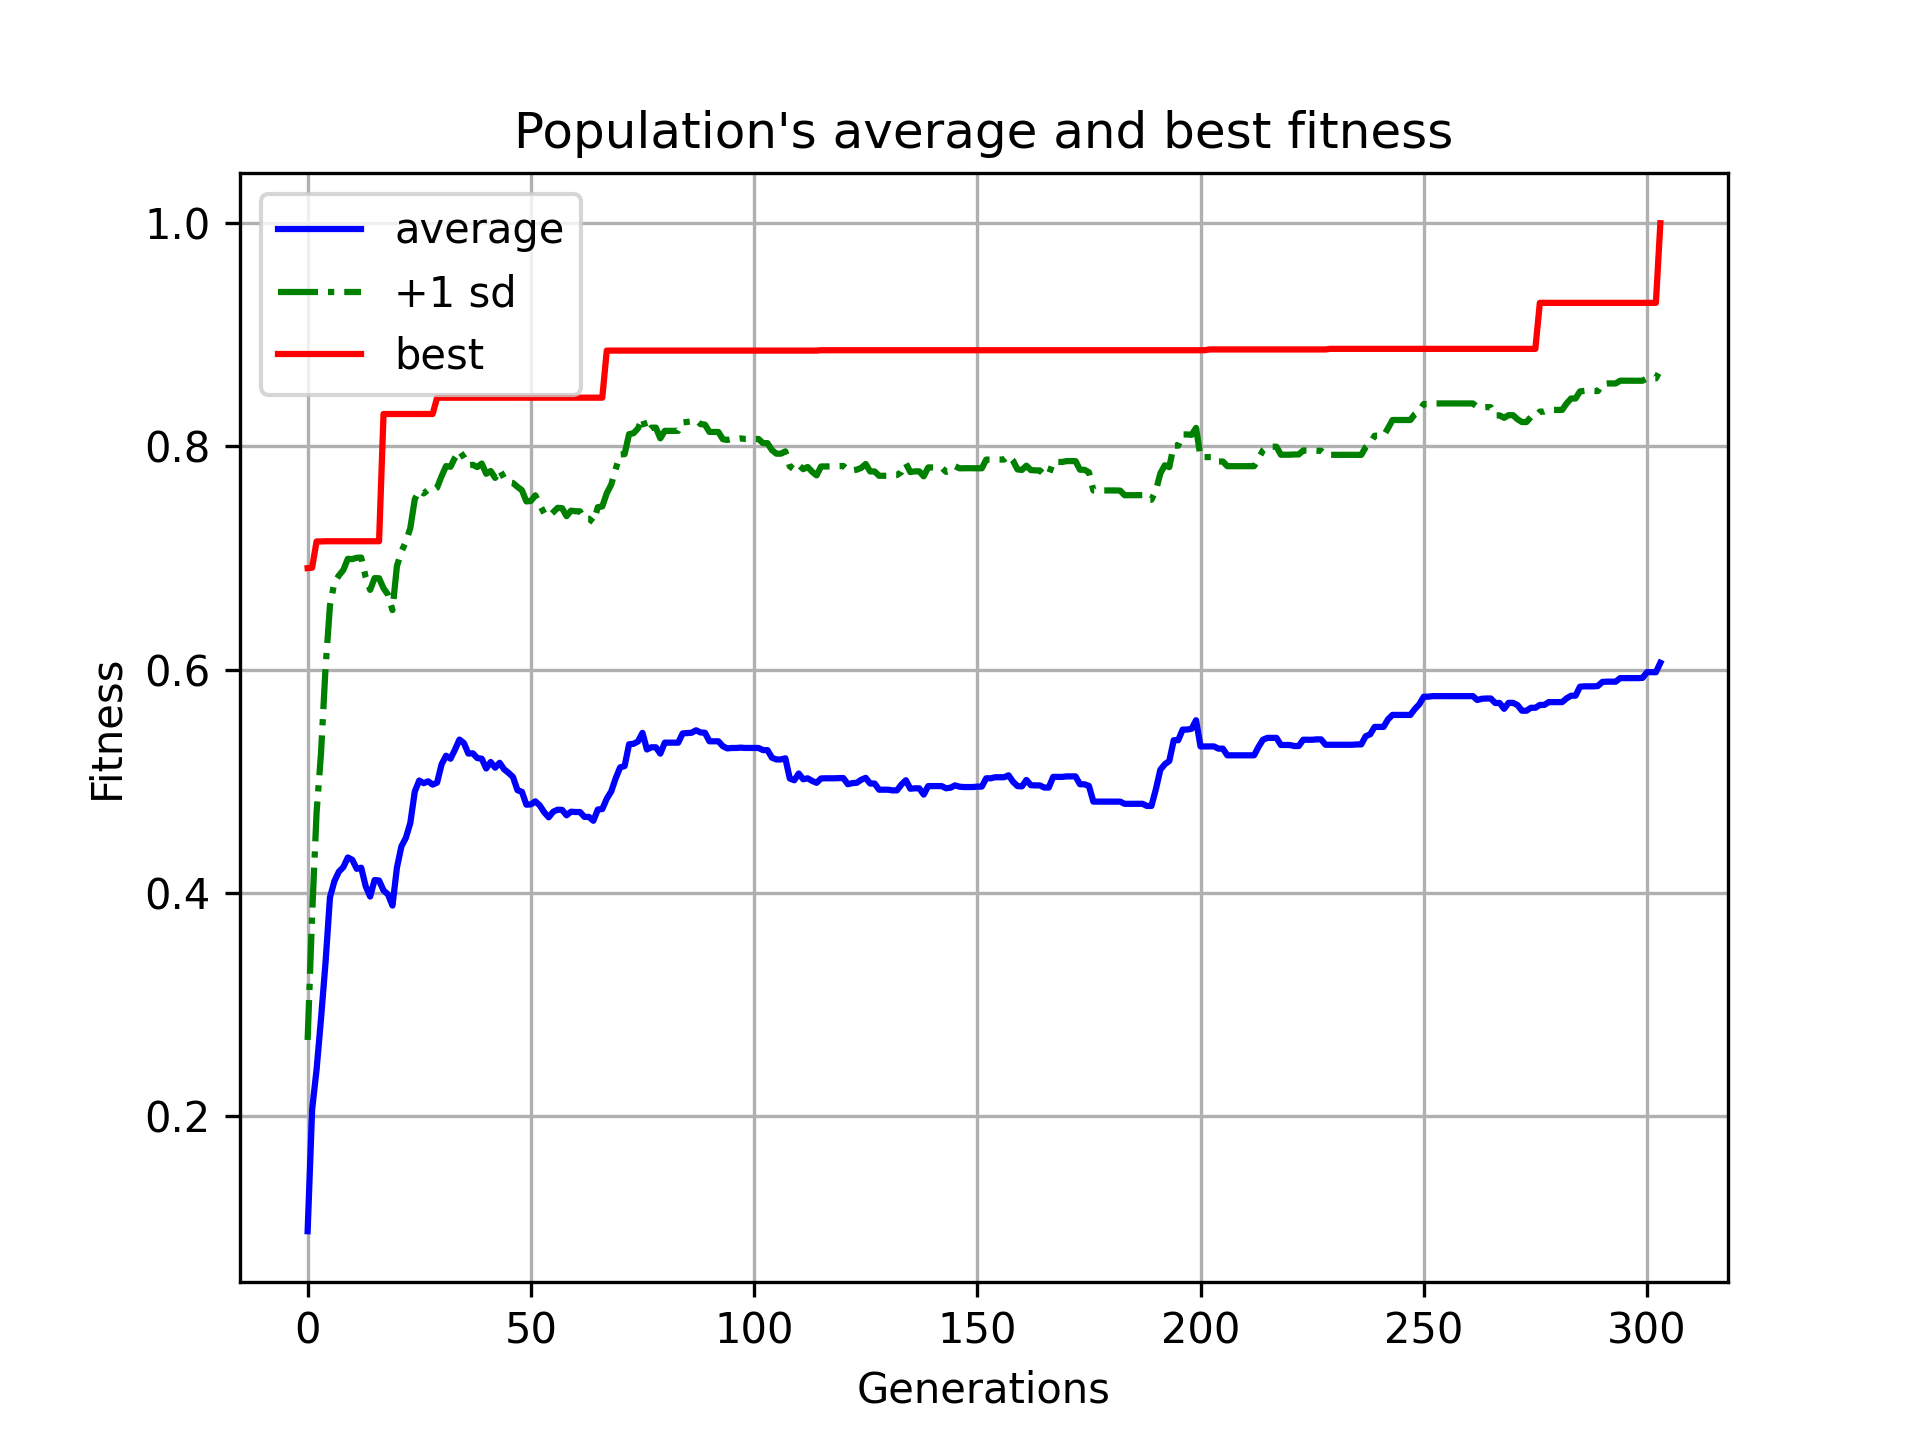 Population's average and best fitness
average
+1 sd
best
1.0
0.8
0.6
0.4
0.2
Fitness
0 50 100 150 200 250 300
Generations